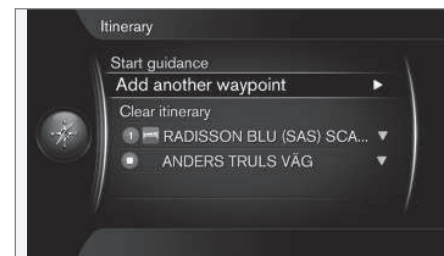 Itinerary
Start guidance
Add another waypoint
Clear itinerary
1 RADISSON BLU (SAS) SCA...
ANDERS TRULS VÄG